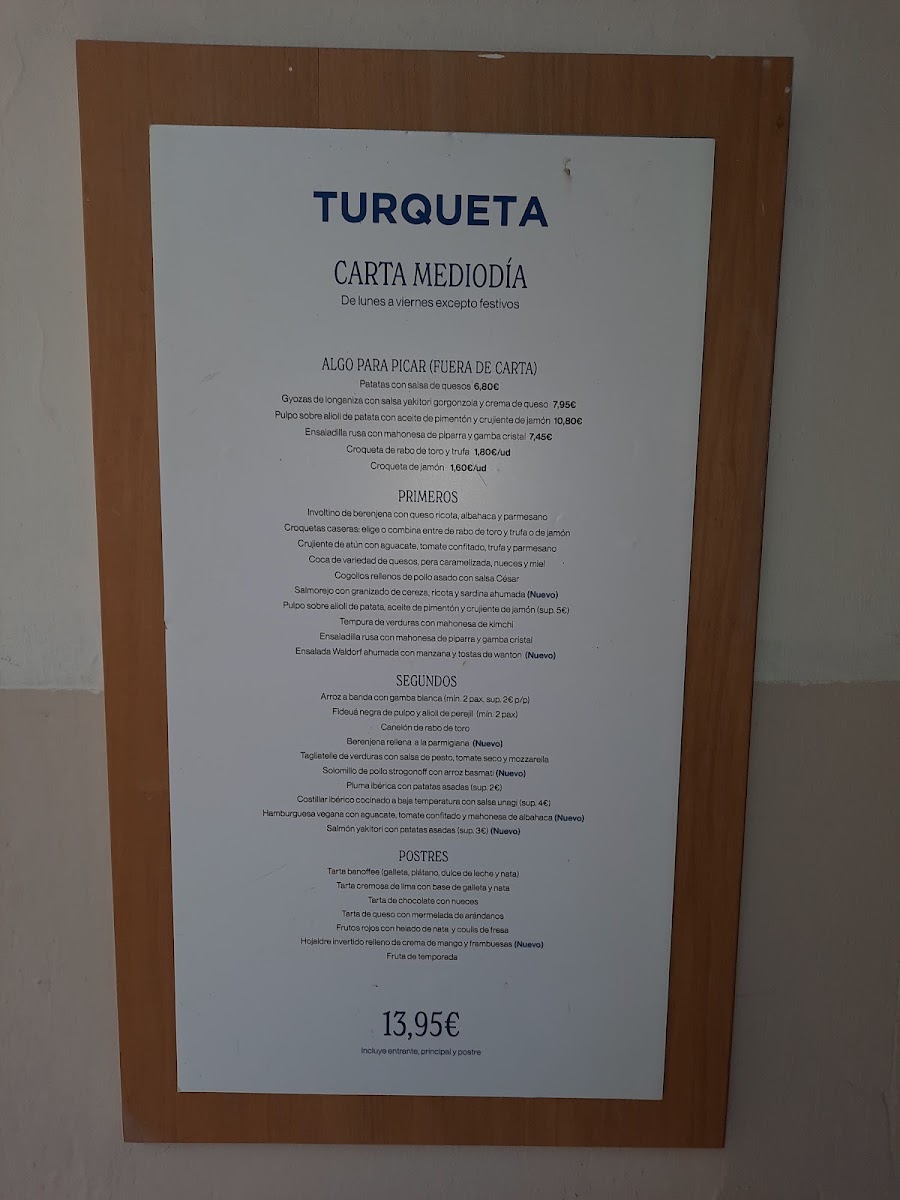 TURQUETA
CARTA MEDIODÍA
De lunes a viernes excepto festivos
ALGO PARA PICAR (FUERA DE CARTA)
Patatas con salsa de quesos 6,80€
Gyozas de longaniza con salsa yakitori gorgonzola y crema de queso 7,95€
Pulpo sobre alioli de patata con aceite de pimentón y crujiente de jamón 10,80€
Ensaladilla rusa con mahonesa de piparra y gamba cristal 7,45€
Croqueta de rabo de toro y trufa 1,80€/ud
Croqueta de jamón 1,60€/ud
PRIMEROS
Involtino de berenjena con queso ricota, albahaca y parmesano
Croquetas caseras: elige o combina entre de rabo de toro y trufa o de jamón
Crujiente de atún con aguacate, tomate confitado, trufa y parmesano
Coca de variedad de quesos, pera caramelizada, nueces y miel
Cogollos rellenos de pollo asado con salsa César
Salmorejo con granizado de cereza, ricota y sardina ahumada (Nuevo)
Pulpo sobre alioli de patata, aceite de pimentón y crujiente de jamón (sup. 5€)
Tempura de verduras con mahonesa de kimchi
Ensaladilla rusa con mahonesa de piparra y gamba cristal
Ensalada Waldorf ahumada con manzana y tostas de wanton (Nuevo)
SEGUNDOS
Arroz a banda con gamba blanca (min. 2 pax, sup. 2€ p/p)
Fideuá negra de pulpo y alioli de perejil (min. 2 pax)
Canelón de rabo de toro
Berenjena rellena a la parmigiana (Nuevo)
Tagliatelle de verduras con salsa de pesto, tomate seco y mozzarella
Solomillo de pollo strogonoff con arroz basmati (Nuevo)
Pluma ibérica con patatas asadas (sup. 2€)
Costillar ibérico cocinado a baja temperatura con salsa unagi (sup. 4€)
Hamburguesa vegana con aguacate, tomate confitado y mahonesa de albahaca (Nuevo)
Salmón yakitori con patatas asadas (sup. 3€) (Nuevo)
POSTRES
Tarta banoffee (galleta, plátano, dulce de leche y nata)
Tarta cremosa de lima con base de galleta y nata
Tarta de chocolate con nueces
Tarta de queso con mermelada de arándanos
Frutos rojos con helado de nata y coulis de fresa
Hojaldre invertido relleno de crema de mango y frambuesas (Nuevo)
Fruta de temporada
13,95€
Incluye entrante, principal y postre